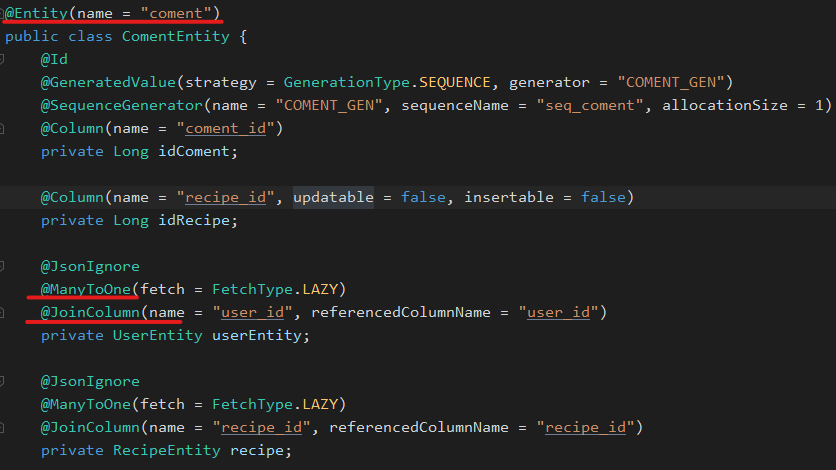 @Entity(name = "coment")
public class ComentEntity {
@Id
@GeneratedValue(strategy = GenerationType.SEQUENCE, generator = "COMENT_GEN")
@SequenceGenerator(name = "COMENT_GEN", sequenceName = "seq_coment", allocationSize = 1)
@Column(name = "coment_id")
private Long idComent;
@Column(name = "recipe_id", updatable = false, insertable = false)
private Long idRecipe;
@JsonIgnore
@ManyToOne(fetch = FetchType.LAZY)
@JoinColumn(name = "user_id", referencedColumnName = "user_id")
private UserEntity userEntity;
@JsonIgnore
@ManyToOne(fetch = FetchType.LAZY)
@JoinColumn(name = "recipe_id", referencedColumnName = "recipe_id")
private RecipeEntity recipe;